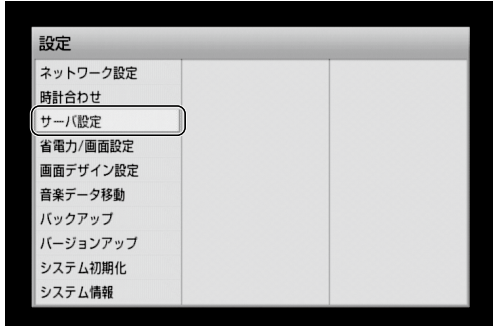 設定
ネットワーク設定
時計合わせ
サーバ設定
省電力/画面設定
画面デザイン設定
音楽データ移動
バックアップ
バージョンアップ
システム初期化
システム情報